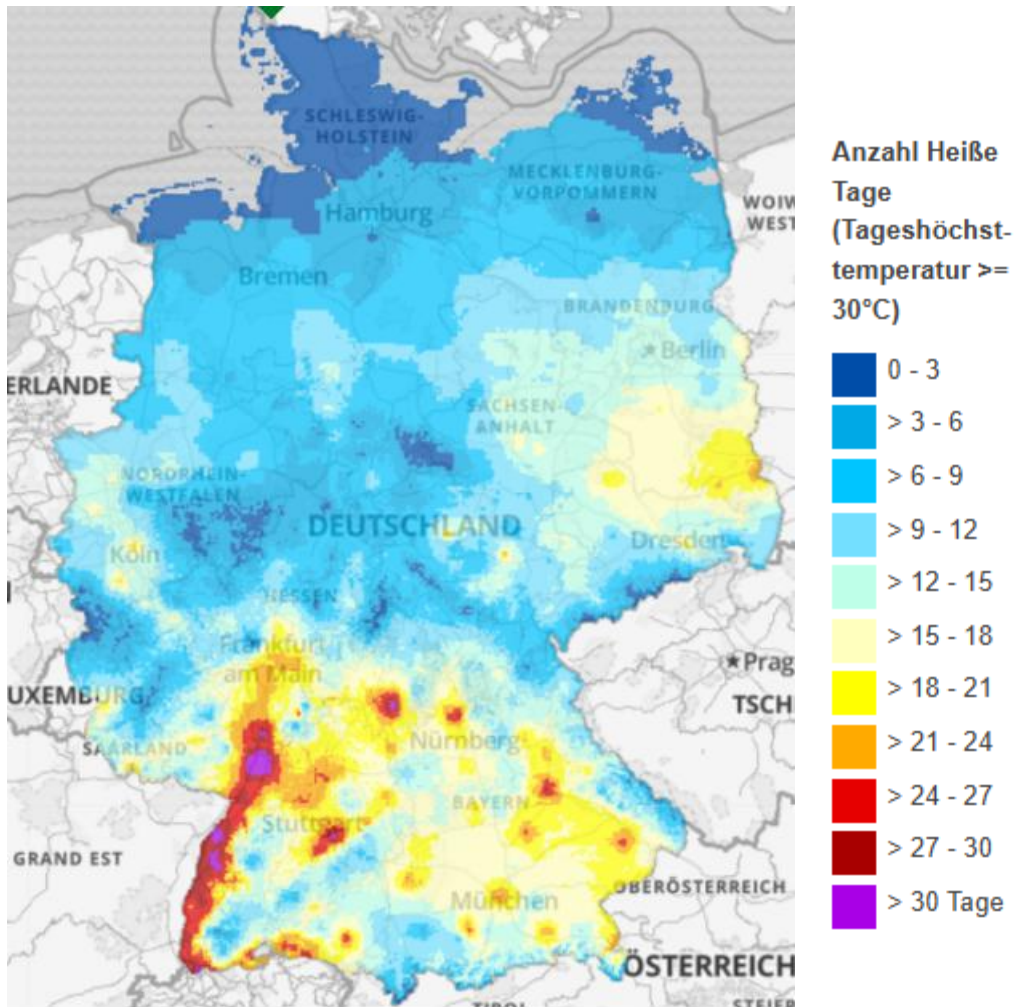 SCHLESWIG-
HOLSTEIN
MECKLENBURG-
VORPOMMERN
WOIW
WEST
Hamburg
Bremen
BRANDENBURG
Berlin
ERLANDE
SACHSEN-
ANHALT
NORDRHEIN-
WESTFALEN
DEUTSCHLAND
Köln
Dresden
HESSEN
Frankfurt
am Main
Prag
UXEMBURG
TSCHI
SAARLAND
Nürnberg
BAYERN
Stuttgart
GRAND EST
OBERÖSTERREICH
München
ÖSTERREICH
TIROL
STEIER
Anzahl Heiße
Tage
(Tageshöchst-
temperatur >=
30°C)
0 - 3
> 3 - 6
> 6 - 9
> 9 - 12
> 12 - 15
> 15 - 18
> 18 - 21
> 21 - 24
> 24 - 27
> 27 - 30
> 30 Tage